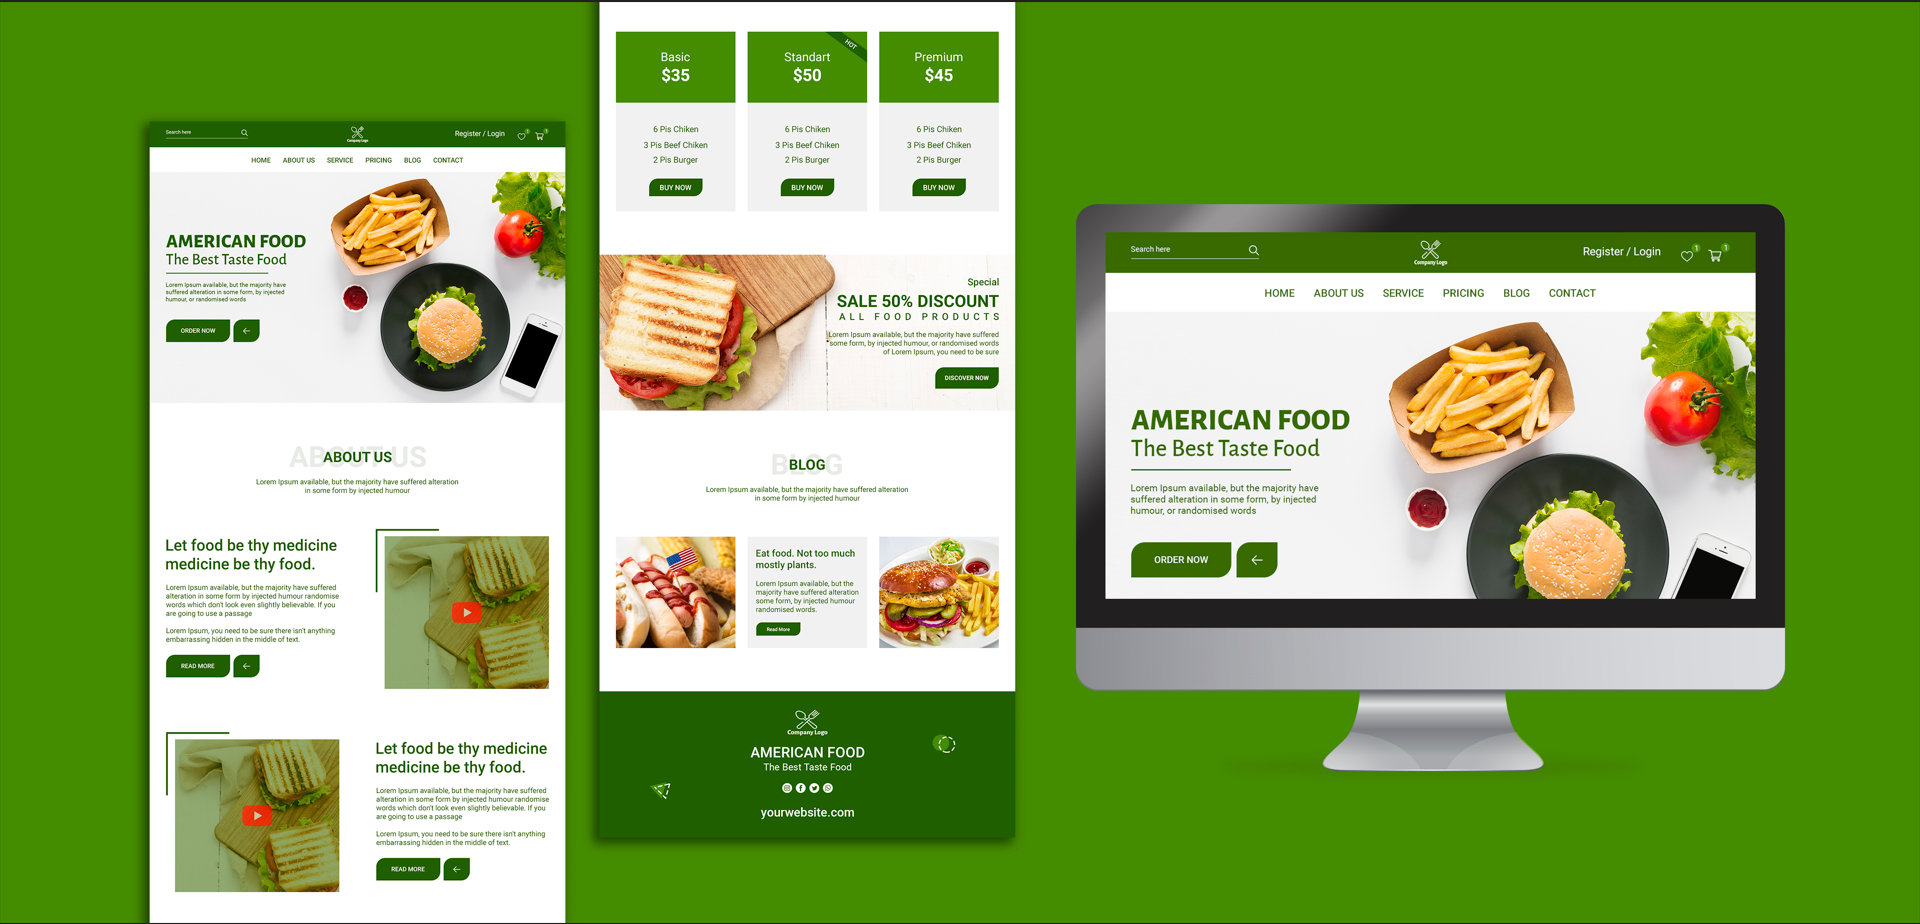 Search here
Company Logo
Register / Login
1
1
HOME ABOUT US SERVICE PRICING BLOG CONTACT
AMERICAN FOOD
The Best Taste Food
Lorem Ipsum available, but the majority have
suffered alteration in some form, by injected
humour, or randomised words
ORDER NOW
ABOUT US
ABOUT US
Lorem Ipsum available, but the majority have suffered alteration
in some form by injected humour
Let food be thy medicine
medicine be thy food.
Lorem Ipsum available, but the majority have suffered
alteration in some form by injected humour randomise
words which don't look even slightly believable. If you
are going to use a passage
Lorem Ipsum, you need to be sure there isn't anything
embarrassing hidden in the middle of text.
READ MORE
Let food be thy medicine
medicine be thy food.
Lorem Ipsum available, but the majority have suffered
alteration in some form by injected humour randomise
words which don't look even slightly believable. If you
are going to use a passage
Lorem Ipsum, you need to be sure there isn't anything
embarrassing hidden in the middle of text.
READ MORE
Basic
$35
6 Pis Chiken
3 Pis Beef Chiken
2 Pis Burger
BUY NOW
HOT
Standart
$50
6 Pis Chiken
3 Pis Beef Chiken
2 Pis Burger
BUY NOW
Premium
$45
6 Pis Chiken
3 Pis Beef Chiken
2 Pis Burger
BUY NOW
Special
SALE 50% DISCOUNT
ALL FOOD PRODUCTS
Lorem Ipsum available, but the majority have suffered
some form, by injected humour, or randomised words
of Lorem Ipsum, you need to be sure
DISCOVER NOW
BLOG
BLOG
Lorem Ipsum available, but the majority have suffered alteration
in some form by injected humour
Eat food. Not too much
mostly plants.
Lorem Ipsum available, but the
majority have suffered alteration
some form, by injected humour
randomised words.
Read More
Company Logo
AMERICAN FOOD
The Best Taste Food
yourwebsite.com
Search here
Company Logo
Register / Login
1
1
HOME ABOUT US SERVICE PRICING BLOG CONTACT
AMERICAN FOOD
The Best Taste Food
Lorem Ipsum available, but the majority have
suffered alteration in some form, by injected
humour, or randomised words
ORDER NOW